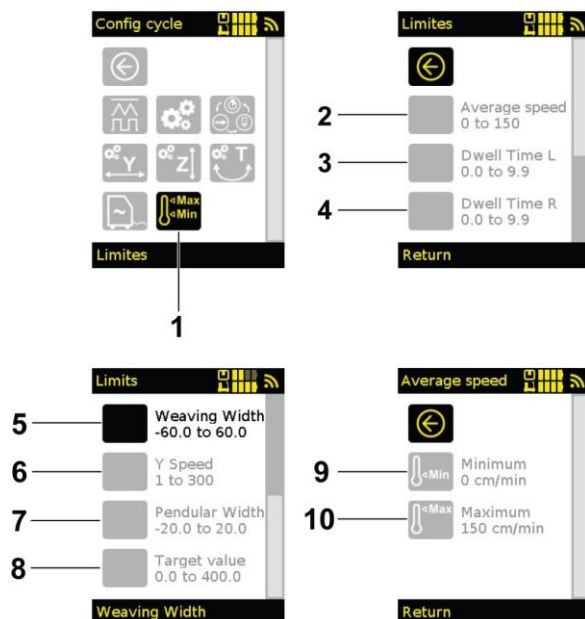 Config cycle
Y
Z
T
~
◄Max
◄Min
Limites
1
Limites
2
Average speed
0 to 150
3
Dwell Time L
0.0 to 9.9
4
Dwell Time R
0.0 to 9.9
Return
Limits
5
Weaving Width
-60.0 to 60.0
6
Y Speed
1 to 300
7
Pendular Width
-20.0 to 20.0
8
Target value
0.0 to 400.0
Weaving Width
Average speed
9
◄Min
Minimum
0 cm/min
10
◄Max
Maximum
150 cm/min
Return